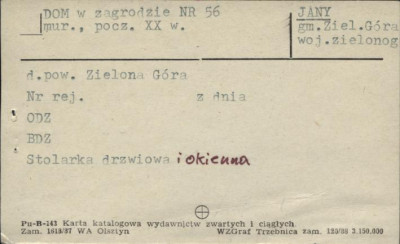 DOM w zagrodzie NR 56
mur., pocz. XX w.
JANY
gm.Ziel.Góra
woj.zielonog
d.pow. Zielona Góra
Nr rej. z dnia
ODZ
BDZ
Stolarka drzwiowa i okienna
Pu-B-143 Karta katalogowa wydawnictw zwartych i ciągłych
Zam. 1613/87 WA Olsztyn WZGraf Trzebnica zam. 120/88 2.150.000